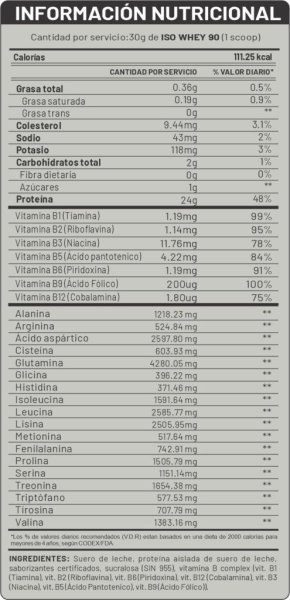 INFORMACIÓN NUTRICIONAL
Cantidad por servicio:30g de ISO WHEY 90 (1 scoop)
Calorías 111.25 kcal
CANTIDAD POR SERVICIO % VALOR DIARIO*
Grasa total 0.36g 0.5%
Grasa saturada 0.19g 0.9%
Grasa trans 0g **
Colesterol 9.44mg 3.1%
Sodio 43mg 2%
Potasio 118mg 3%
Carbohidratos total 2g 1%
Fibra dietaría 0g 0%
Azúcares 1g **
Proteína 24g 48%
Vitamina B1 (Tiamina) 1.19mg 99%
Vitamina B2 (Riboflavina) 1.14mg 95%
Vitamina B3 (Niacina) 11.76mg 78%
Vitamina B5 (Ácido pantotenico) 4.22mg 84%
Vitamina B6 (Piridoxina) 1.19mg 91%
Vitamina B9 (Ácido Fólico) 200ug 100%
Vitamina B12 (Cobalamina) 1.80ug 75%
Alanina 1218.23 mg **
Arginina 524.84 mg **
Ácido aspártico 2597.80 mg **
Cisteína 603.93 mg **
Glutamina 4280.05 mg **
Glicina 396.22 mg **
Histidina 371.46 mg **
Isoleucina 1591.64 mg **
Leucina 2585.77 mg **
Lisina 2505.95mg **
Metionina 517.64 mg **
Fenilalanina 742.91 mg **
Prolina 1505.79 mg **
Serina 1151.14mg **
Treonina 1654.38 mg **
Triptófano 577.53 mg **
Tirosina 707.79 mg **
Valina 1383.16 mg **
*Los % de valores diarios recomendados (V.D.R) estan basados en una dieta de 2000 calorías para
mayores de 4 años, según CODEX/FDA.
INGREDIENTES: Suero de leche, proteína aislada de suero de leche,
saborizantes certificados, sucralosa (SIN 955), vitamina B complex (vit. B1
(Tiamina), vit. B2 (Riboflavina), vit. B6 (Piridoxina), vit. B12 (Cobalamina), vit. B3
(Niacina), vit. B5 (Ácido Pantotenico), vit. B9 (Ácido Fólico)).